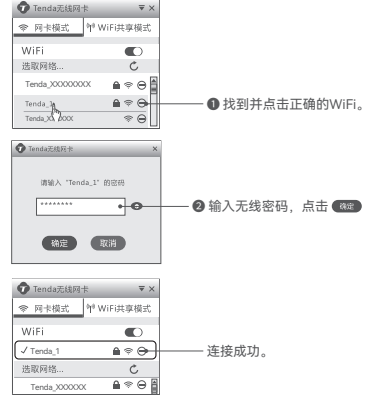 Tenda无线网卡
网卡模式 WiFi共享模式
WiFi
选取网络...
Tenda_XXXXXXXX
Tenda_1
❶ 找到并点击正确的WiFi。
Tenda_XXXXXX
Tenda无线网卡
请输入“Tenda_1”的密码
********
❷ 输入无线密码，点击 确定
确定 取消
Tenda无线网卡
网卡模式 WiFi共享模式
WiFi
✓ Tenda_1
连接成功。
选取网络...
Tenda_XXXXXX